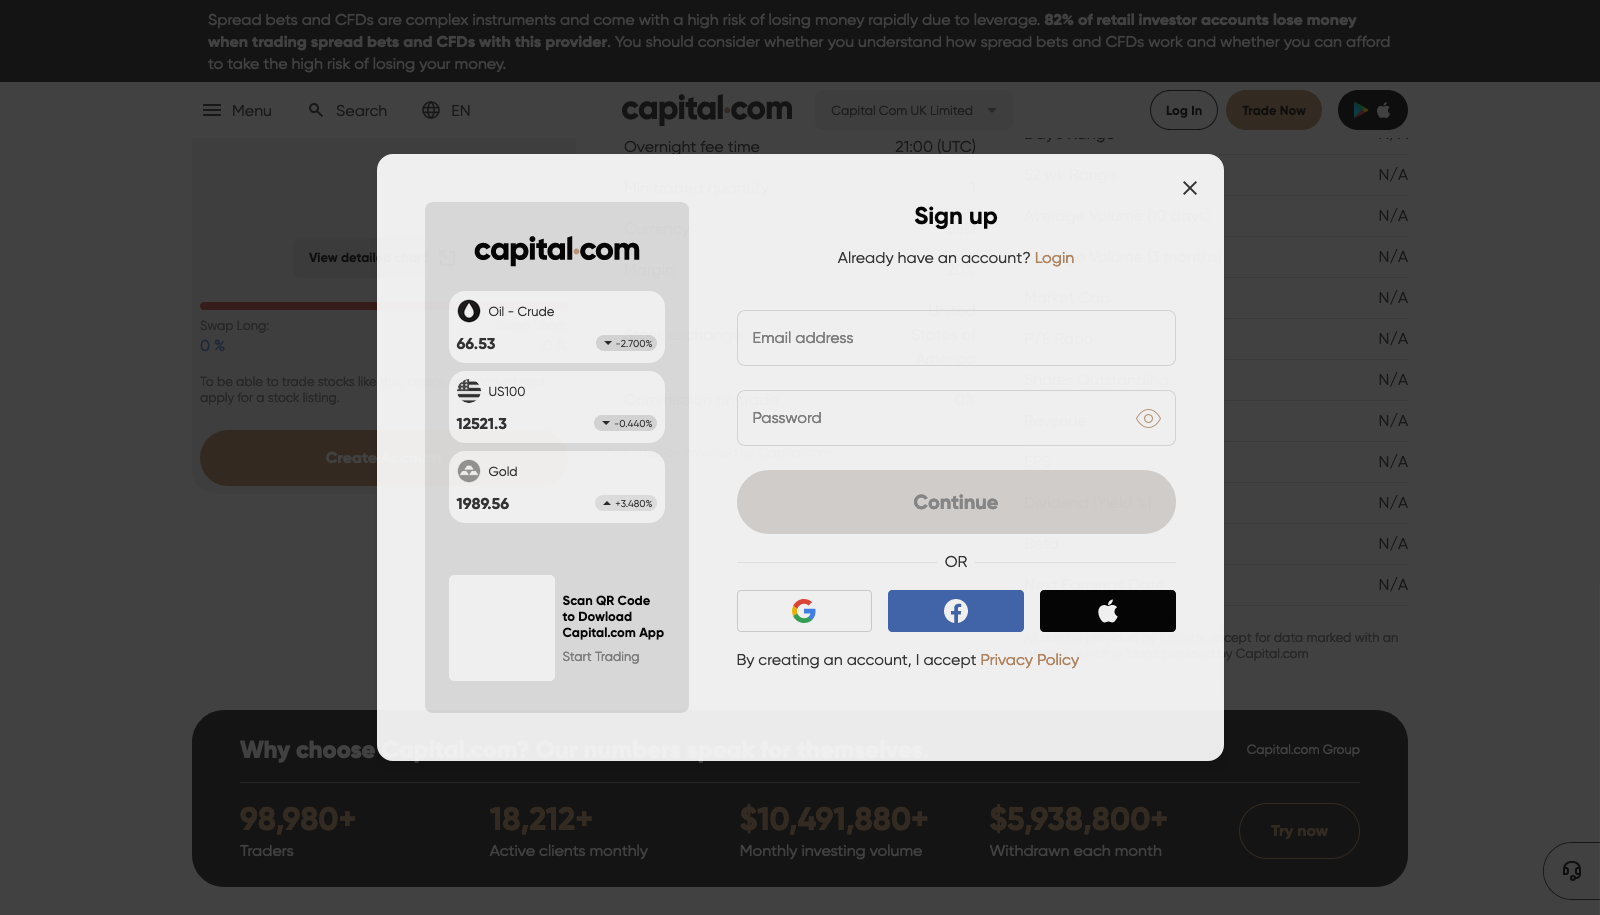 Spread bets and CFDs are complex instruments and come with a high risk of losing money rapidly due to leverage. 82% of retail investor accounts lose money
when trading spread bets and CFDs with this provider. You should consider whether you understand how spread bets and CFDs work and whether you can afford
to take the high risk of losing your money.
Menu
Search
EN
capital.com
Capital Com UK Limited
Log In
Trade Now
Overnight fee time
21:00 (UTC)
N/A
N/A
N/A
N/A
N/A
N/A
N/A
N/A
N/A
N/A
N/A
View detailed
Swap Long:
0 %
To be able to trade stocks like
apply for a stock listing.
Create
capital.com
Oil - Crude
66.53
-2.700%
US100
12521.3
-0.440%
Gold
1989.56
+3.480%
Scan QR Code
to Dowload
Capital.com App
Start Trading
Sign up
Already have an account? Login
Email address
Password
Continue
OR
By creating an account, I accept Privacy Policy
except for data marked with an
by Capital.com
Why choose Capital.com? Our numbers speak for themselves.
Capital.com Group
98,980+
Traders
18,212+
Active clients monthly
$10,491,880+
Monthly investing volume
$5,938,800+
Withdrawn each month
Try now